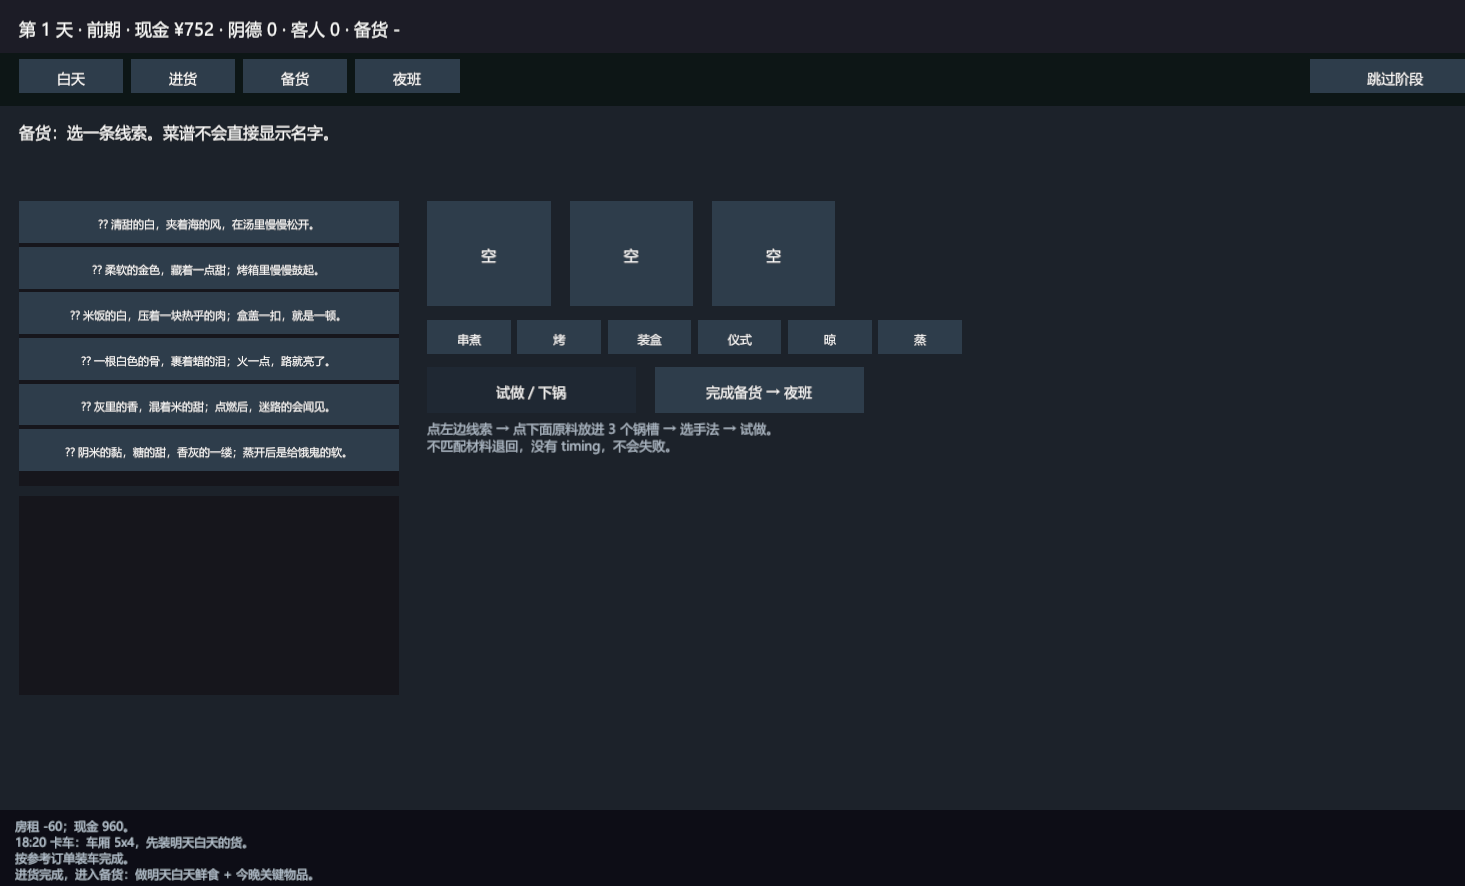 第 1 天 · 前期 · 现金 ¥752 · 阴德 0 · 客人 0 · 备货 -
白天 进货 备货 夜班 跳过阶段
备货：选一条线索。菜谱不会直接显示名字。
?? 清甜的白，夹着海的风，在汤里慢慢松开。
?? 柔软的金色，藏着一点甜；烤箱里慢慢鼓起。
?? 米饭的白，压着一块热乎的肉；盒盖一扣，就是一顿。
?? 一根白色的骨，裹着蜡的泪；火一点，路就亮了。
?? 灰里的香，混着米的甜；点燃后，迷路的会闻见。
?? 阴米的黏，糖的甜，香灰的一缕；蒸开后是给饿鬼的软。
空 空 空
串煮 烤 装盒 仪式 晾 蒸
试做 / 下锅 完成备货 → 夜班
点左边线索 → 点下面原料放进 3 个锅槽 → 选手法 → 试做。
不匹配材料退回，没有 timing，不会失败。
房租 -60；现金 960。
18:20 卡车：车厢 5x4，先装明天白天的货。
按参考订单装车完成。
进货完成，进入备货：做明天白天鲜食 + 今晚关键物品。